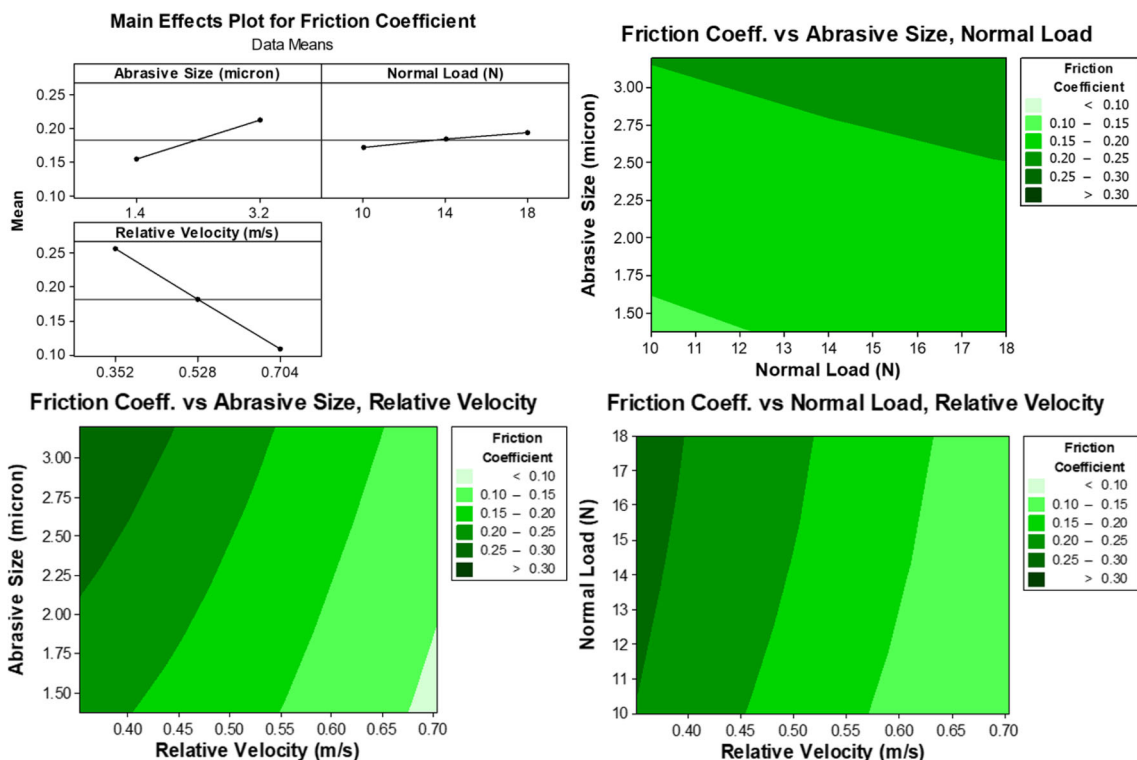 Main Effects Plot for Friction Coefficient
Data Means
Abrasive Size (micron) Normal Load (N)
0.25
0.20
0.15
0.10
1.4 3.2 10 14 18
Relative Velocity (m/s)
0.25
0.20
0.15
0.10
0.352 0.528 0.704
Mean
Friction Coeff. vs Abrasive Size, Normal Load
Abrasive Size (micron)
3.00
2.75
2.50
2.25
2.00
1.75
1.50
10 11 12 13 14 15 16 17 18
Normal Load (N)
Friction
Coefficient
< 0.10
0.10 – 0.15
0.15 – 0.20
0.20 – 0.25
0.25 – 0.30
> 0.30
Friction Coeff. vs Abrasive Size, Relative Velocity
Abrasive Size (micron)
3.00
2.75
2.50
2.25
2.00
1.75
1.50
0.40 0.45 0.50 0.55 0.60 0.65 0.70
Relative Velocity (m/s)
Friction
Coefficient
< 0.10
0.10 – 0.15
0.15 – 0.20
0.20 – 0.25
0.25 – 0.30
> 0.30
Friction Coeff. vs Normal Load, Relative Velocity
Normal Load (N)
18
17
16
15
14
13
12
11
10
0.40 0.45 0.50 0.55 0.60 0.65 0.70
Relative Velocity (m/s)
Friction
Coefficient
< 0.10
0.10 – 0.15
0.15 – 0.20
0.20 – 0.25
0.25 – 0.30
> 0.30